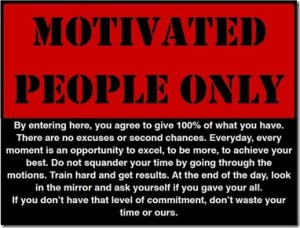 MOTIVATED
PEOPLE ONLY
By entering here, you agree to give 100% of what you have.
There are no excuses or second chances. Everyday, every
moment is an opportunity to excel, to be more, to achieve your
best. Do not squander your time by going through the
motions. Train hard and get results. At the end of the day, look
in the mirror and ask yourself if you gave your all.
If you don't have that level of commitment, don't waste your
time or ours.